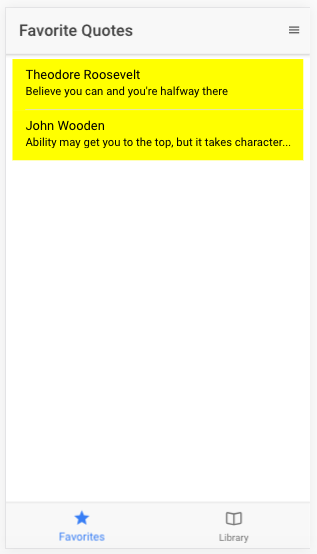 Favorite Quotes
Theodore Roosevelt
Believe you can and you're halfway there
John Wooden
Ability may get you to the top, but it takes character...
Favorites
Library